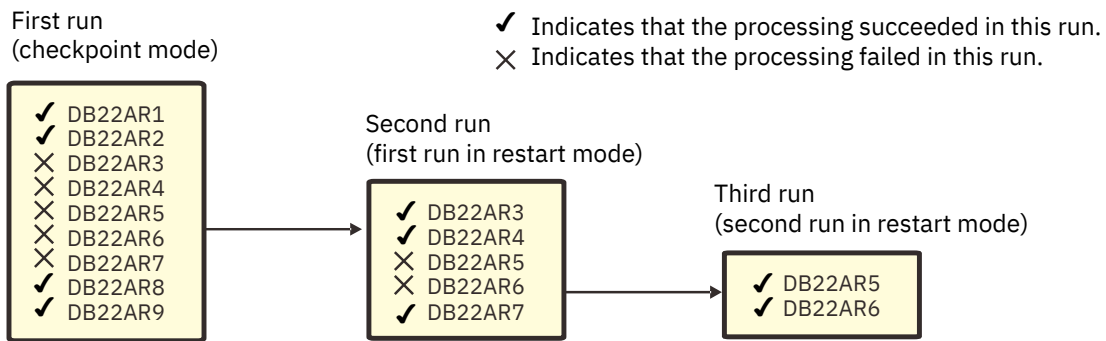 First run
(checkpoint mode)
✓ Indicates that the processing succeeded in this run.
✕ Indicates that the processing failed in this run.
✓ DB22AR1
✓ DB22AR2
✕ DB22AR3
✕ DB22AR4
✕ DB22AR5
✕ DB22AR6
✕ DB22AR7
✓ DB22AR8
✓ DB22AR9
Second run
(first run in restart mode)
✓ DB22AR3
✓ DB22AR4
✕ DB22AR5
✕ DB22AR6
✓ DB22AR7
Third run
(second run in restart mode)
✓ DB22AR5
✓ DB22AR6